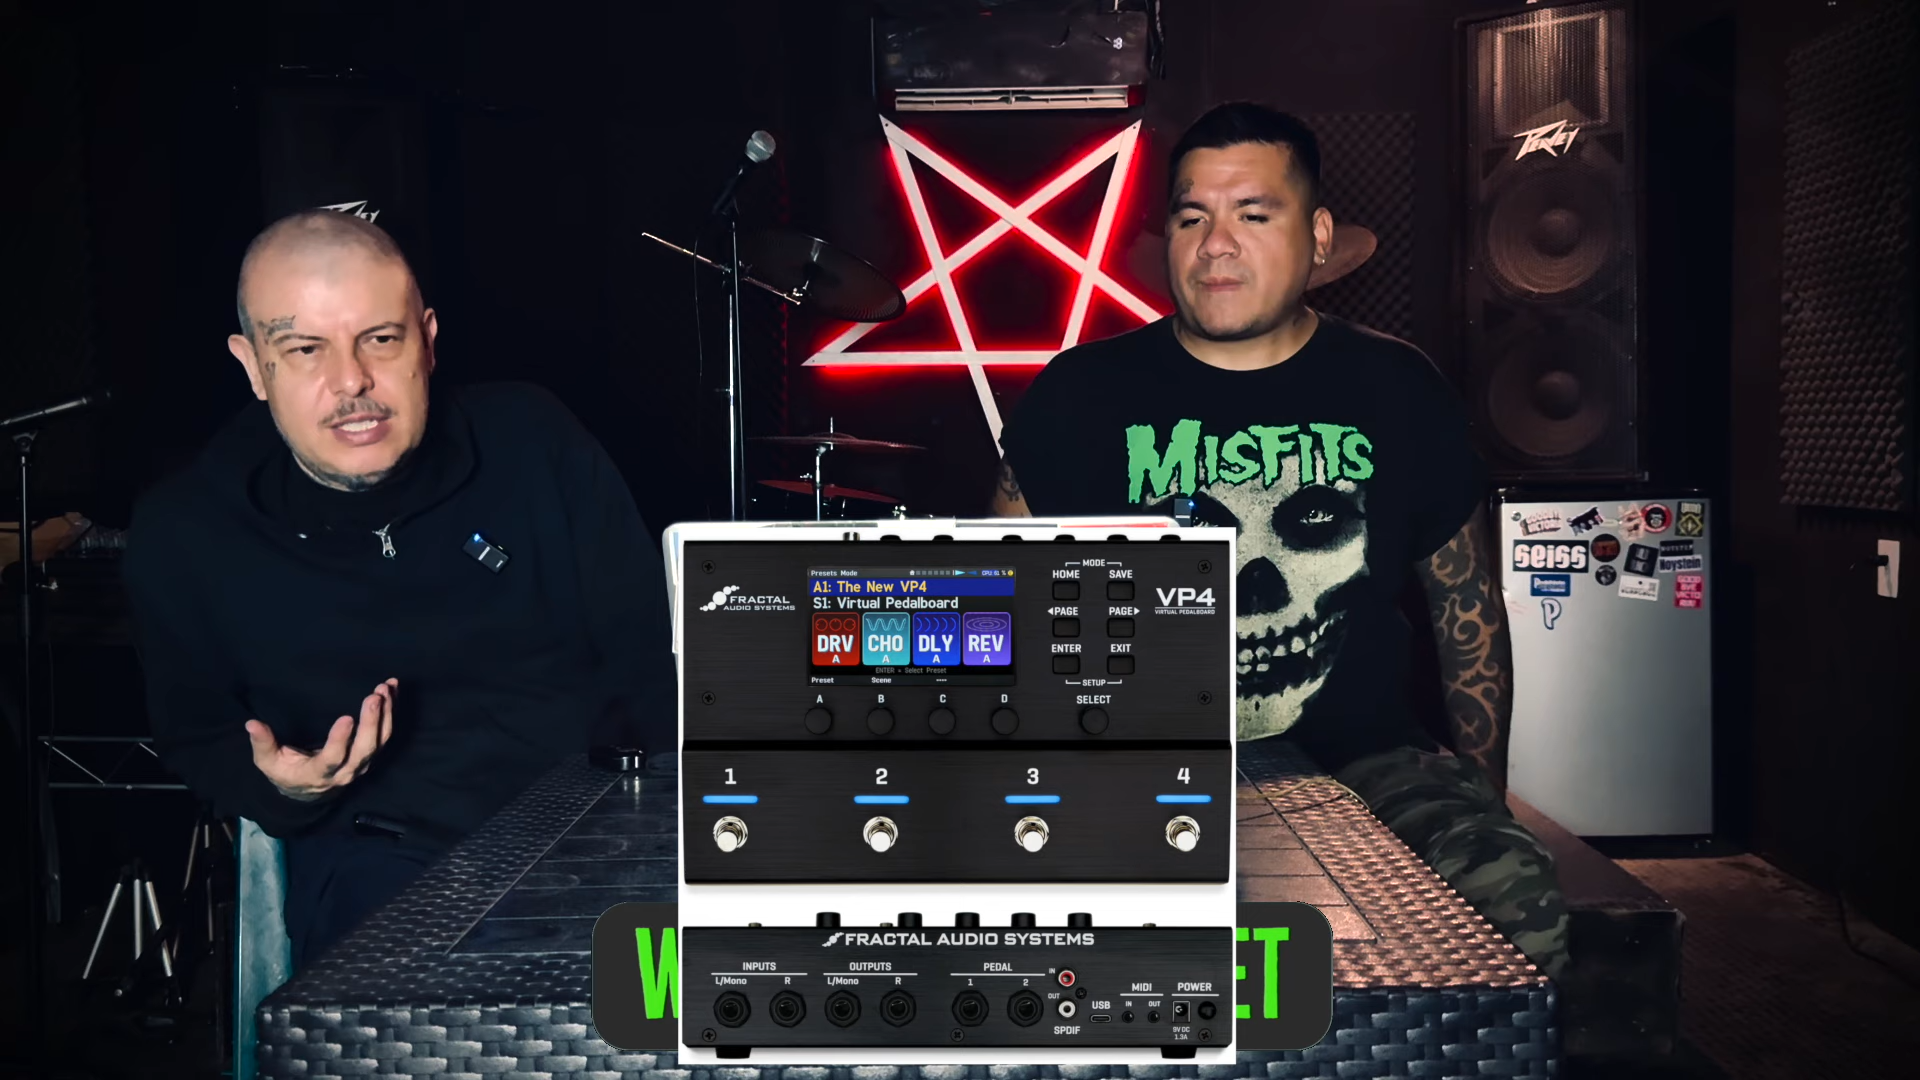 PEAVEY
MISFITS
seiss
Presets Mode
CPU: 61 %
A1: The New VP4
S1: Virtual Pedalboard
DRV
A
CHO
A
DLY
A
REV
A
ENTER = Select Preset
Preset
Scene
----
FRACTAL
AUDIO SYSTEMS
MODE
HOME
SAVE
◀PAGE
PAGE▶
ENTER
EXIT
SETUP
VP4
VIRTUAL PEDALBOARD
A
B
C
D
SELECT
1
2
3
4
FRACTAL AUDIO SYSTEMS
INPUTS
L/Mono
R
OUTPUTS
L/Mono
R
PEDAL
1
2
IN
OUT
SPDIF
USB
MIDI
IN
OUT
POWER
9V DC
1.3A
W
ET